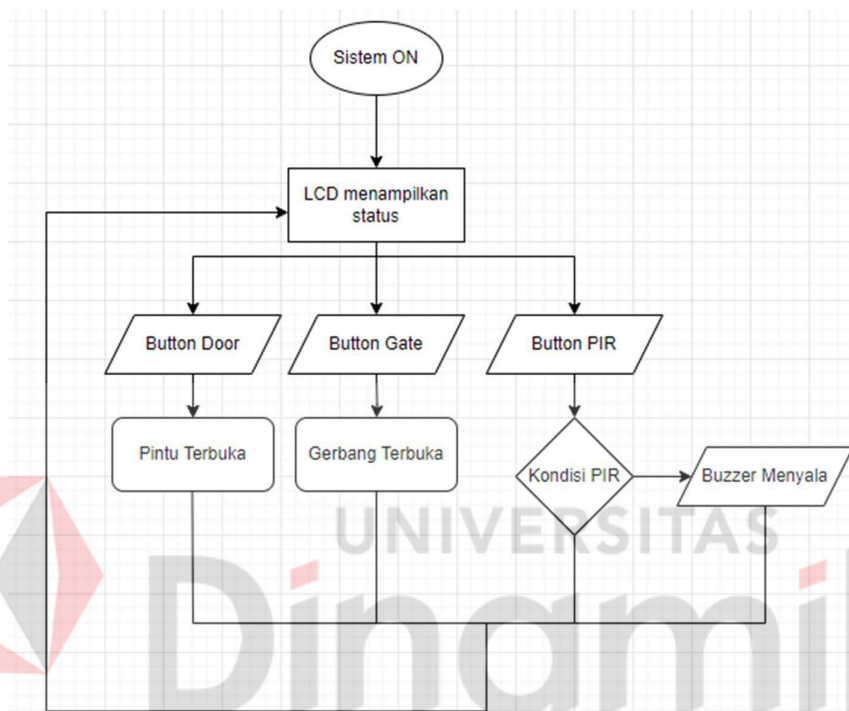 Sistem ON
LCD menampilkan
status
Button Door
Button Gate
Button PIR
Pintu Terbuka
Gerbang Terbuka
Kondisi PIR
Buzzer Menyala
UNIVERSITAS